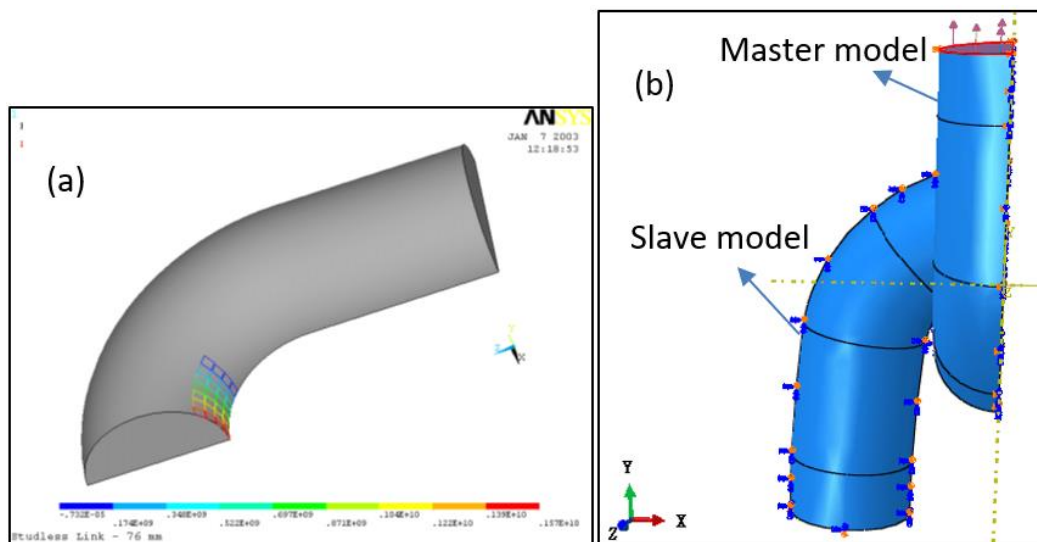 (a)
ANSYS
JAN 7 2003
12:18:53
Y
X
-.732E-05 .348E+09 .697E+09 .104E+10 .139E+10
.174E+09 .522E+09 .871E+09 .122E+10 .157E+10
Studless Link - 76 mm
(b)
Master model
Slave model
Y
Z X